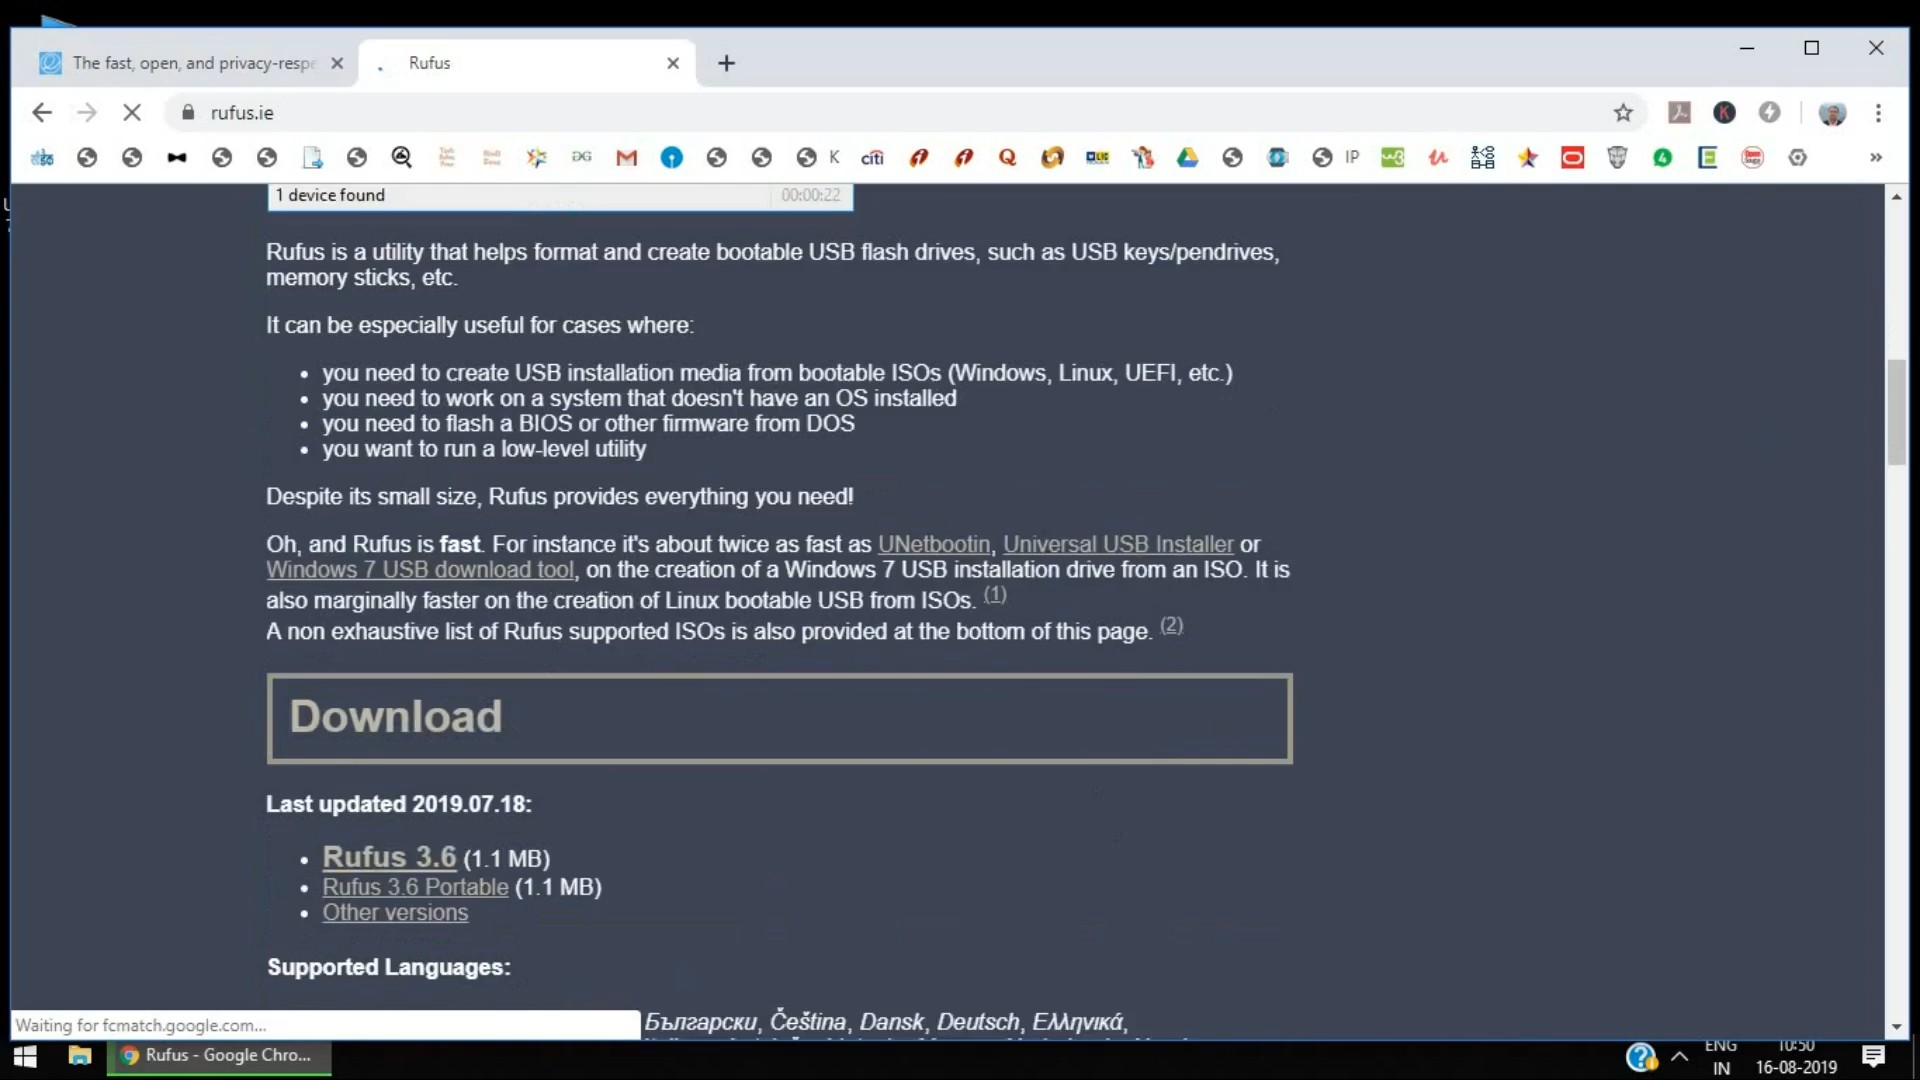 The fast, open, and privacy-respe
Rufus
rufus.ie
K
citi
IP
1 device found
00:00:22
Rufus is a utility that helps format and create bootable USB flash drives, such as USB keys/pendrives,
memory sticks, etc.
It can be especially useful for cases where:
you need to create USB installation media from bootable ISOs (Windows, Linux, UEFI, etc.)
you need to work on a system that doesn't have an OS installed
you need to flash a BIOS or other firmware from DOS
you want to run a low-level utility
Despite its small size, Rufus provides everything you need!
Oh, and Rufus is fast. For instance it's about twice as fast as UNetbootin, Universal USB Installer or
Windows 7 USB download tool, on the creation of a Windows 7 USB installation drive from an ISO. It is
also marginally faster on the creation of Linux bootable USB from ISOs. (1)
A non exhaustive list of Rufus supported ISOs is also provided at the bottom of this page. (2)
Download
Last updated 2019.07.18:
Rufus 3.6 (1.1 MB)
Rufus 3.6 Portable (1.1 MB)
Other versions
Supported Languages:
Български, Čeština, Dansk, Deutsch, Ελληνικά,
Waiting for fcmatch.google.com...
Rufus - Google Chro...
ENG
IN
10:50
16-08-2019